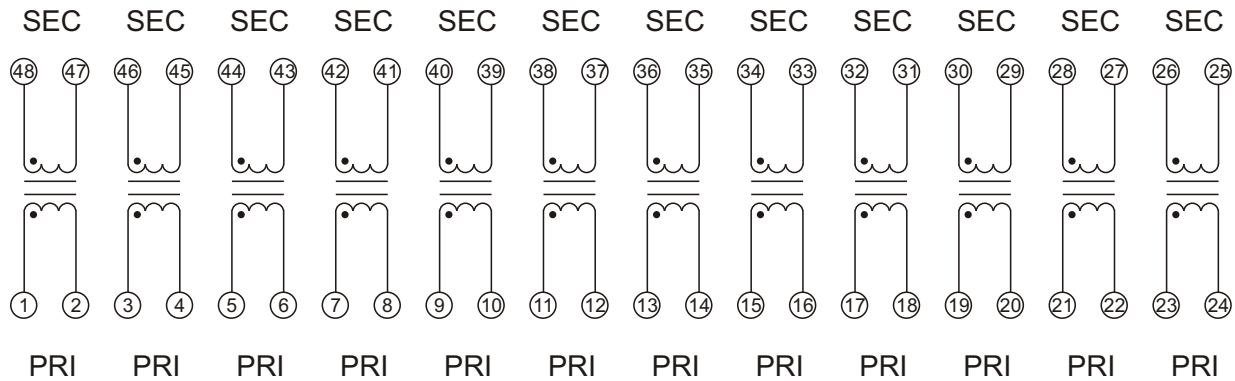 SEC SEC SEC SEC SEC SEC SEC SEC SEC SEC SEC SEC
48 47 46 45 44 43 42 41 40 39 38 37 36 35 34 33 32 31 30 29 28 27 26 25
1 2 3 4 5 6 7 8 9 10 11 12 13 14 15 16 17 18 19 20 21 22 23 24
PRI PRI PRI PRI PRI PRI PRI PRI PRI PRI PRI PRI